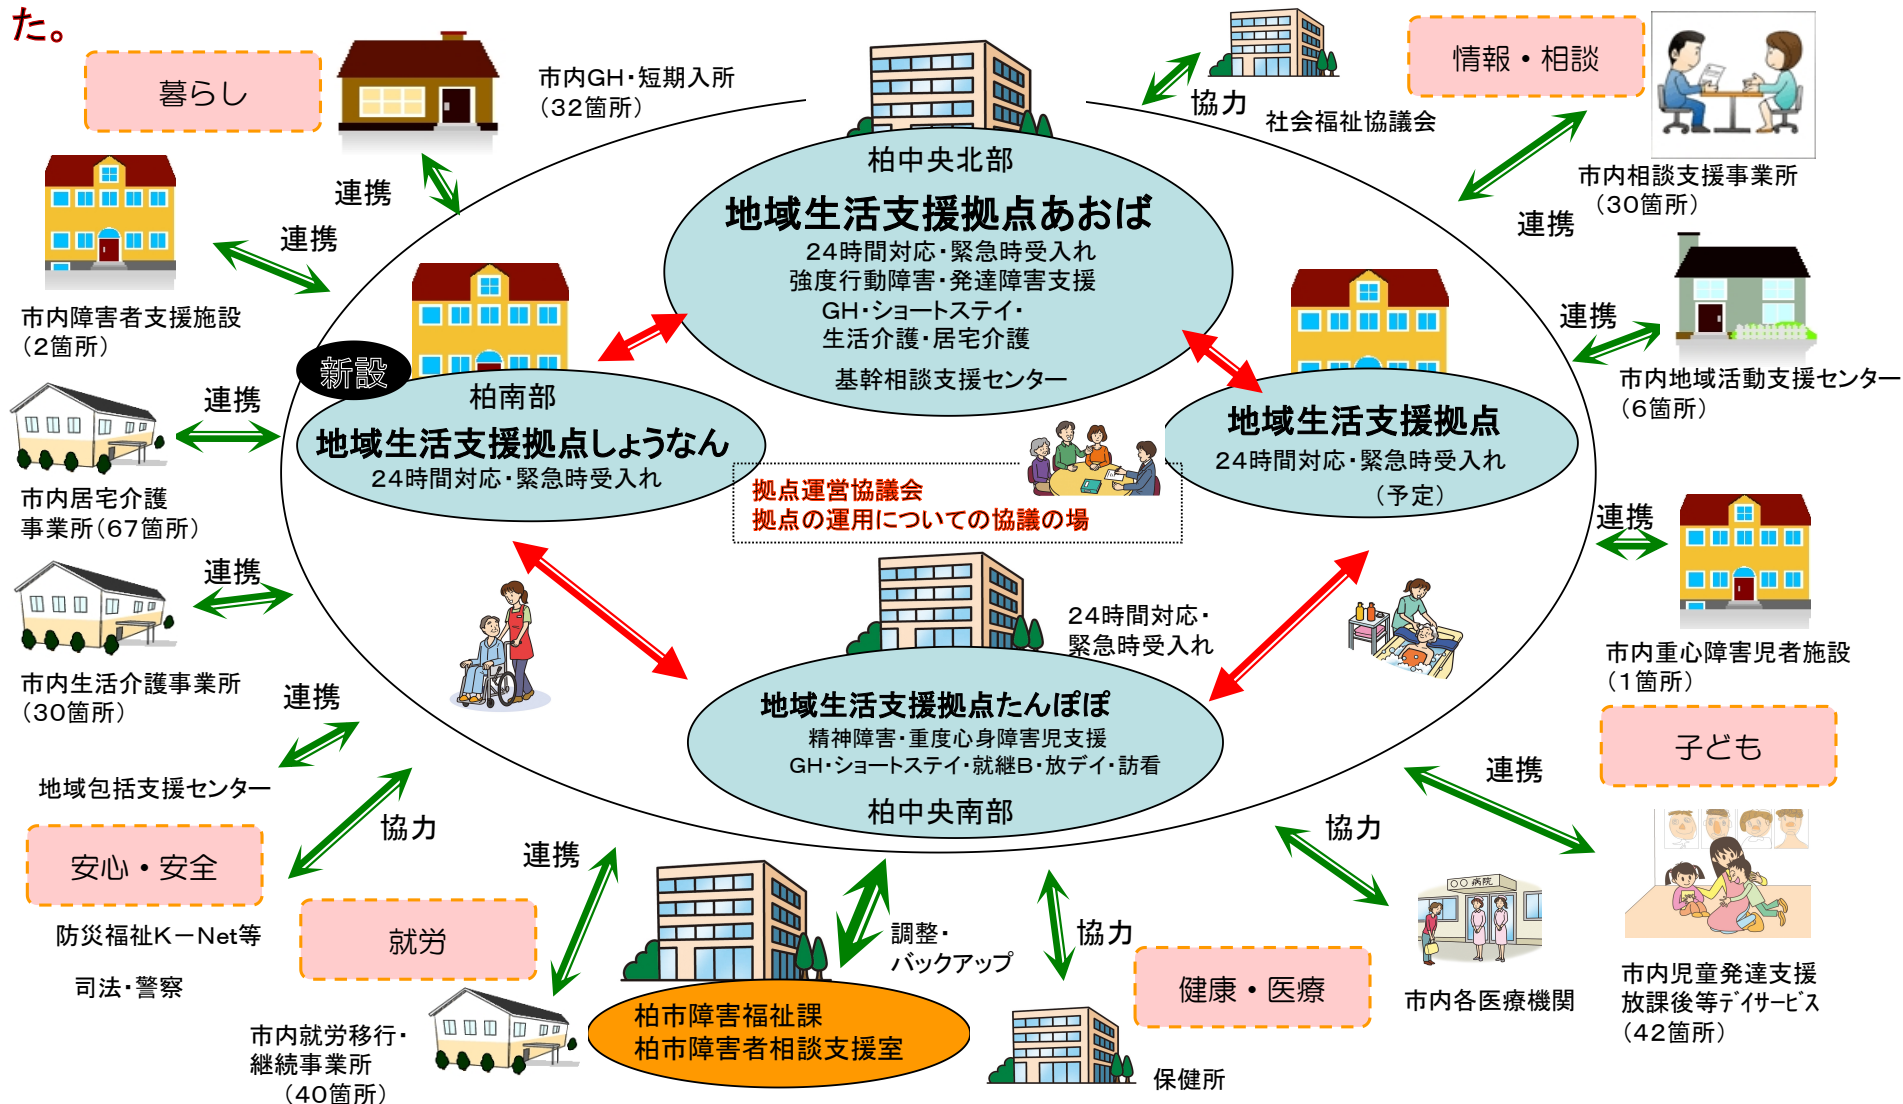 た。
暮らし
市内GH・短期入所
（32箇所）
協力
社会福祉協議会
情報・相談
市内相談支援事業所
（30箇所）
連携
連携
連携
市内障害者支援施設
（2箇所）
柏中央北部
地域生活支援拠点あおば
24時間対応・緊急時受入れ
強度行動障害・発達障害支援
GH・ショートステイ・
生活介護・居宅介護
基幹相談支援センター
連携
市内地域活動支援センター
（6箇所）
新設
柏南部
地域生活支援拠点しょうなん
24時間対応・緊急時受入れ
地域生活支援拠点
24時間対応・緊急時受入れ
（予定）
連携
市内居宅介護
事業所（67箇所）
拠点運営協議会
拠点の運用についての協議の場
連携
市内重心障害児者施設
（1箇所）
連携
市内生活介護事業所
（30箇所）
24時間対応・
緊急時受入れ
地域生活支援拠点たんぽぽ
精神障害・重度心身障害児支援
GH・ショートステイ・就継B・放デイ・訪看
柏中央南部
連携
地域包括支援センター
協力
安心・安全
防災福祉K－Net等
司法・警察
子ども
連携
市内児童発達支援
放課後等デイサービス
（42箇所）
協力
○○病院
市内各医療機関
連携
就労
市内就労移行・
継続事業所
（40箇所）
調整・
バックアップ
柏市障害福祉課
柏市障害者相談支援室
協力
健康・医療
保健所